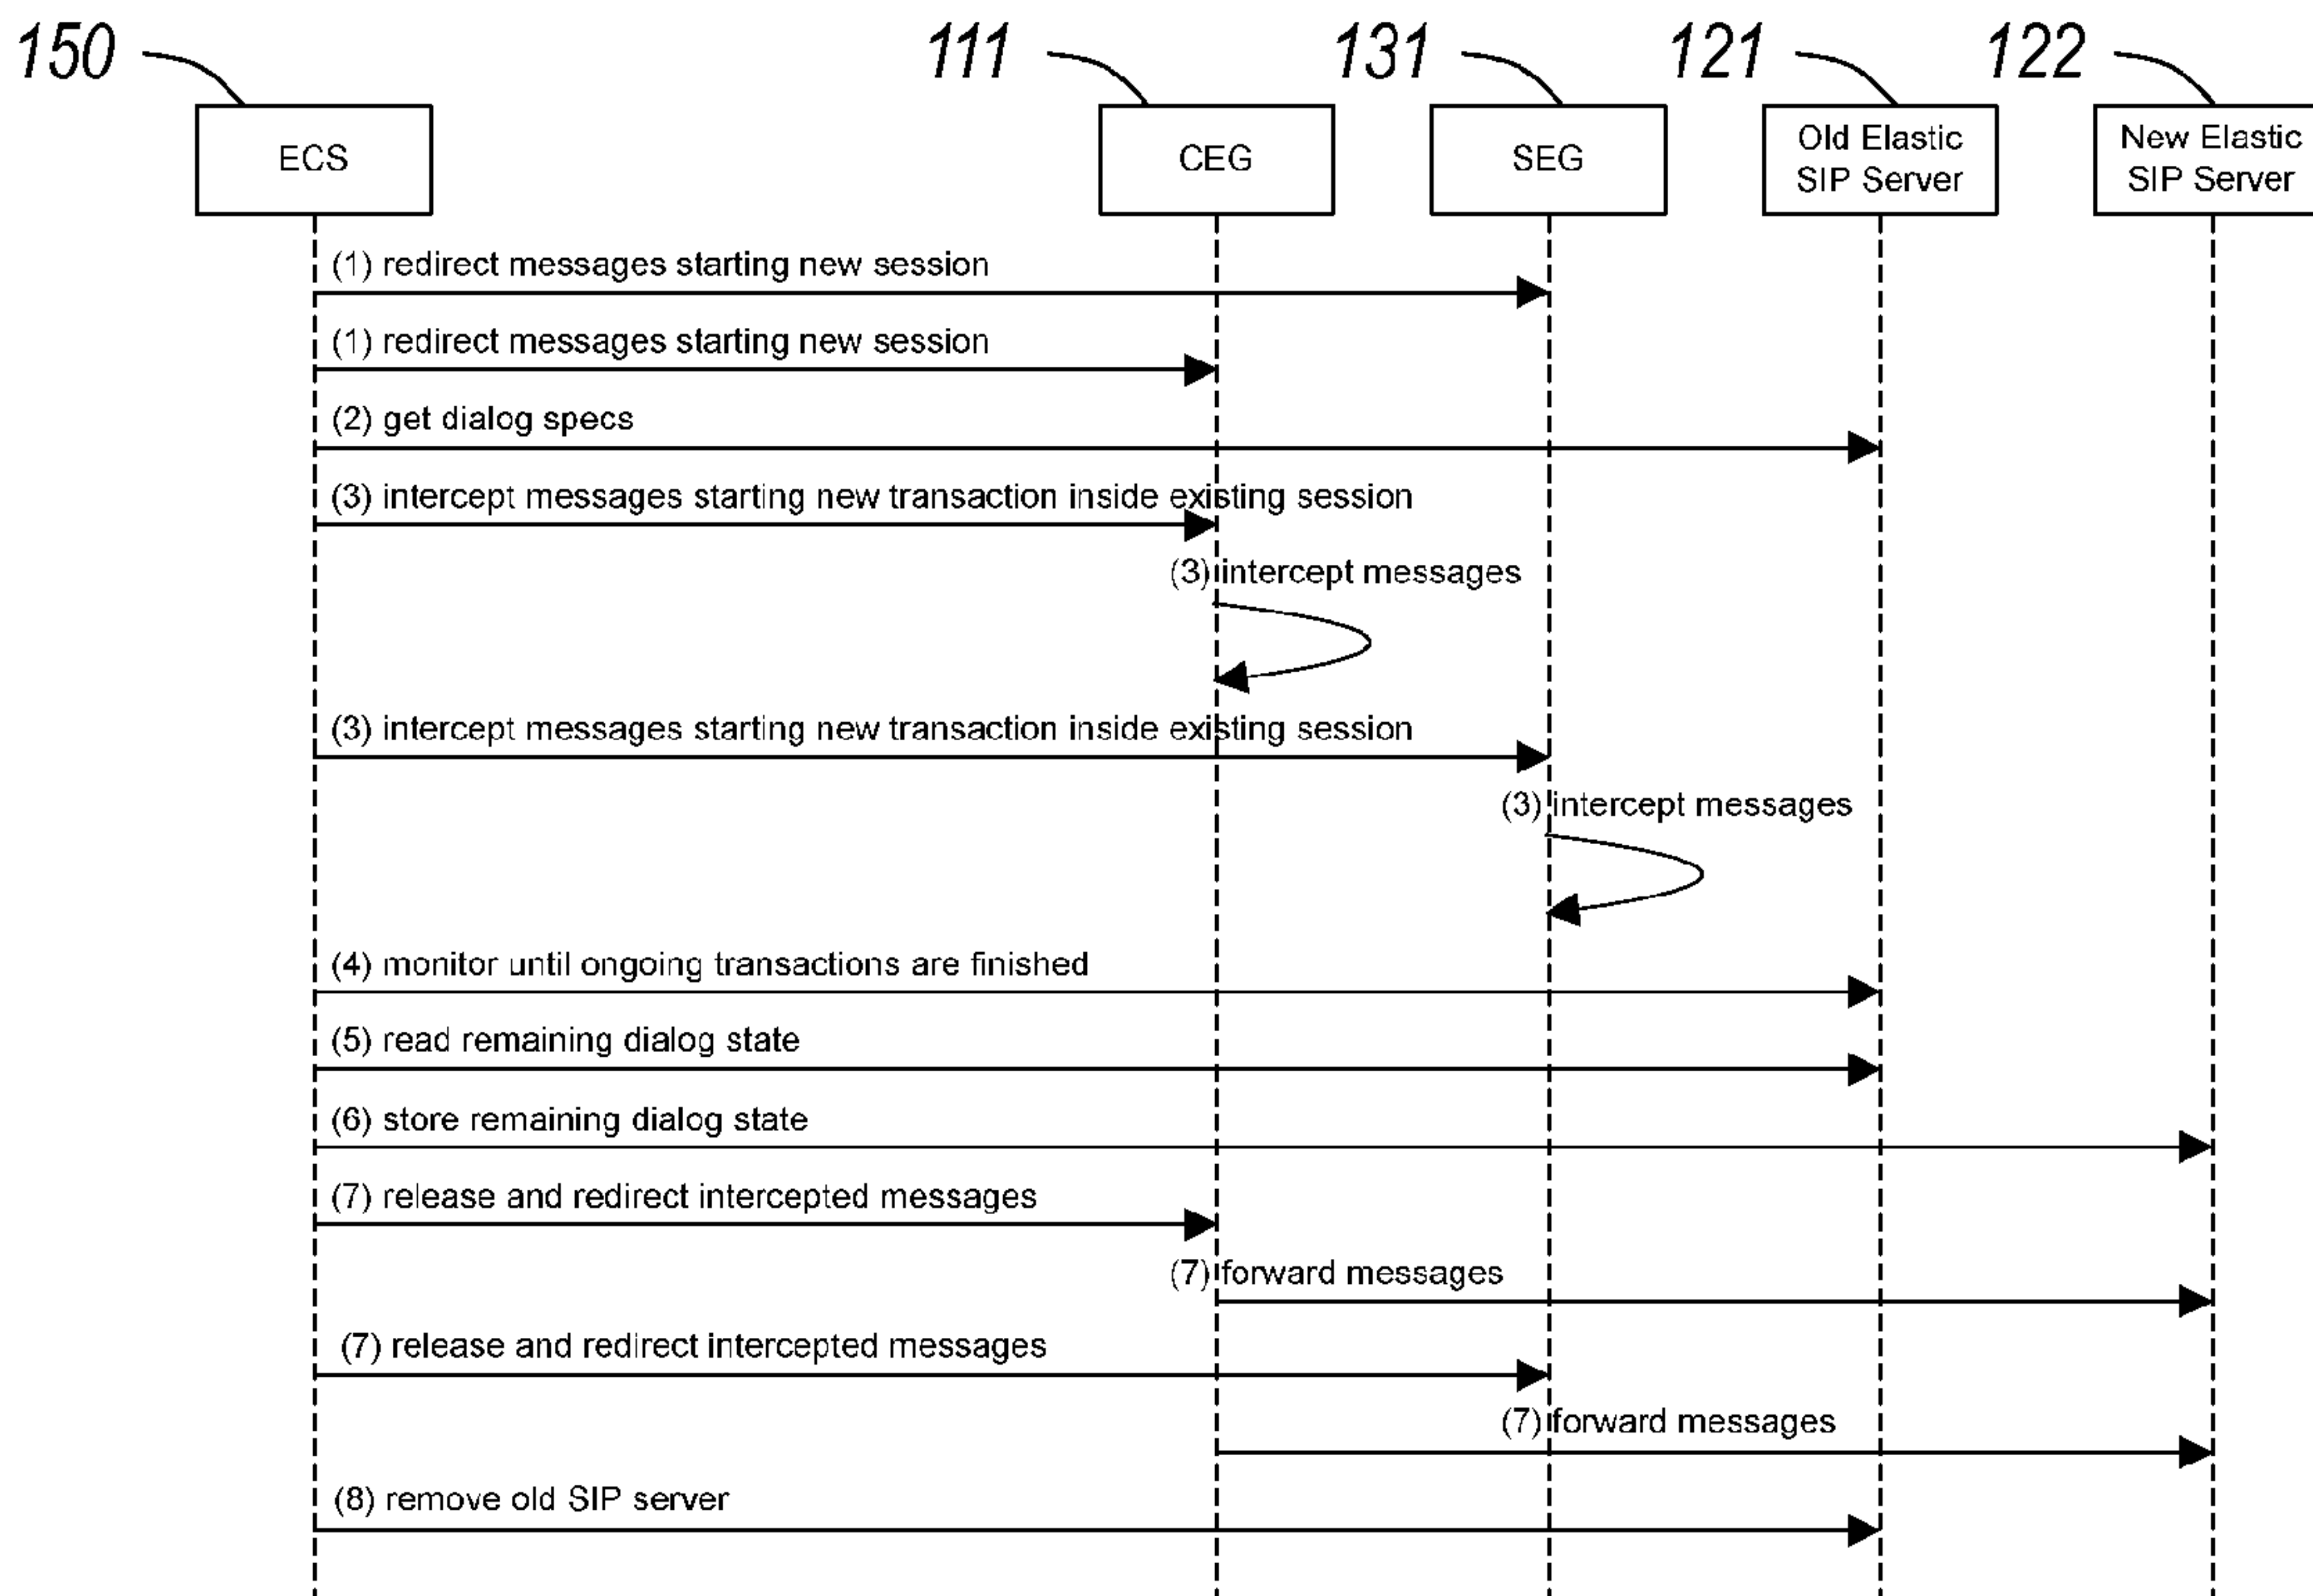 150
111
131
121
122
ECS
CEG
SEG
Old Elastic
SIP Server
New Elastic
SIP Server
(1) redirect messages starting new session
(1) redirect messages starting new session
(2) get dialog specs
(3) intercept messages starting new transaction inside existing session
(3) intercept messages
(3) intercept messages starting new transaction inside existing session
(3) intercept messages
(4) monitor until ongoing transactions are finished
(5) read remaining dialog state
(6) store remaining dialog state
(7) release and redirect intercepted messages
(7) forward messages
(7) release and redirect intercepted messages
(7) forward messages
(8) remove old SIP server